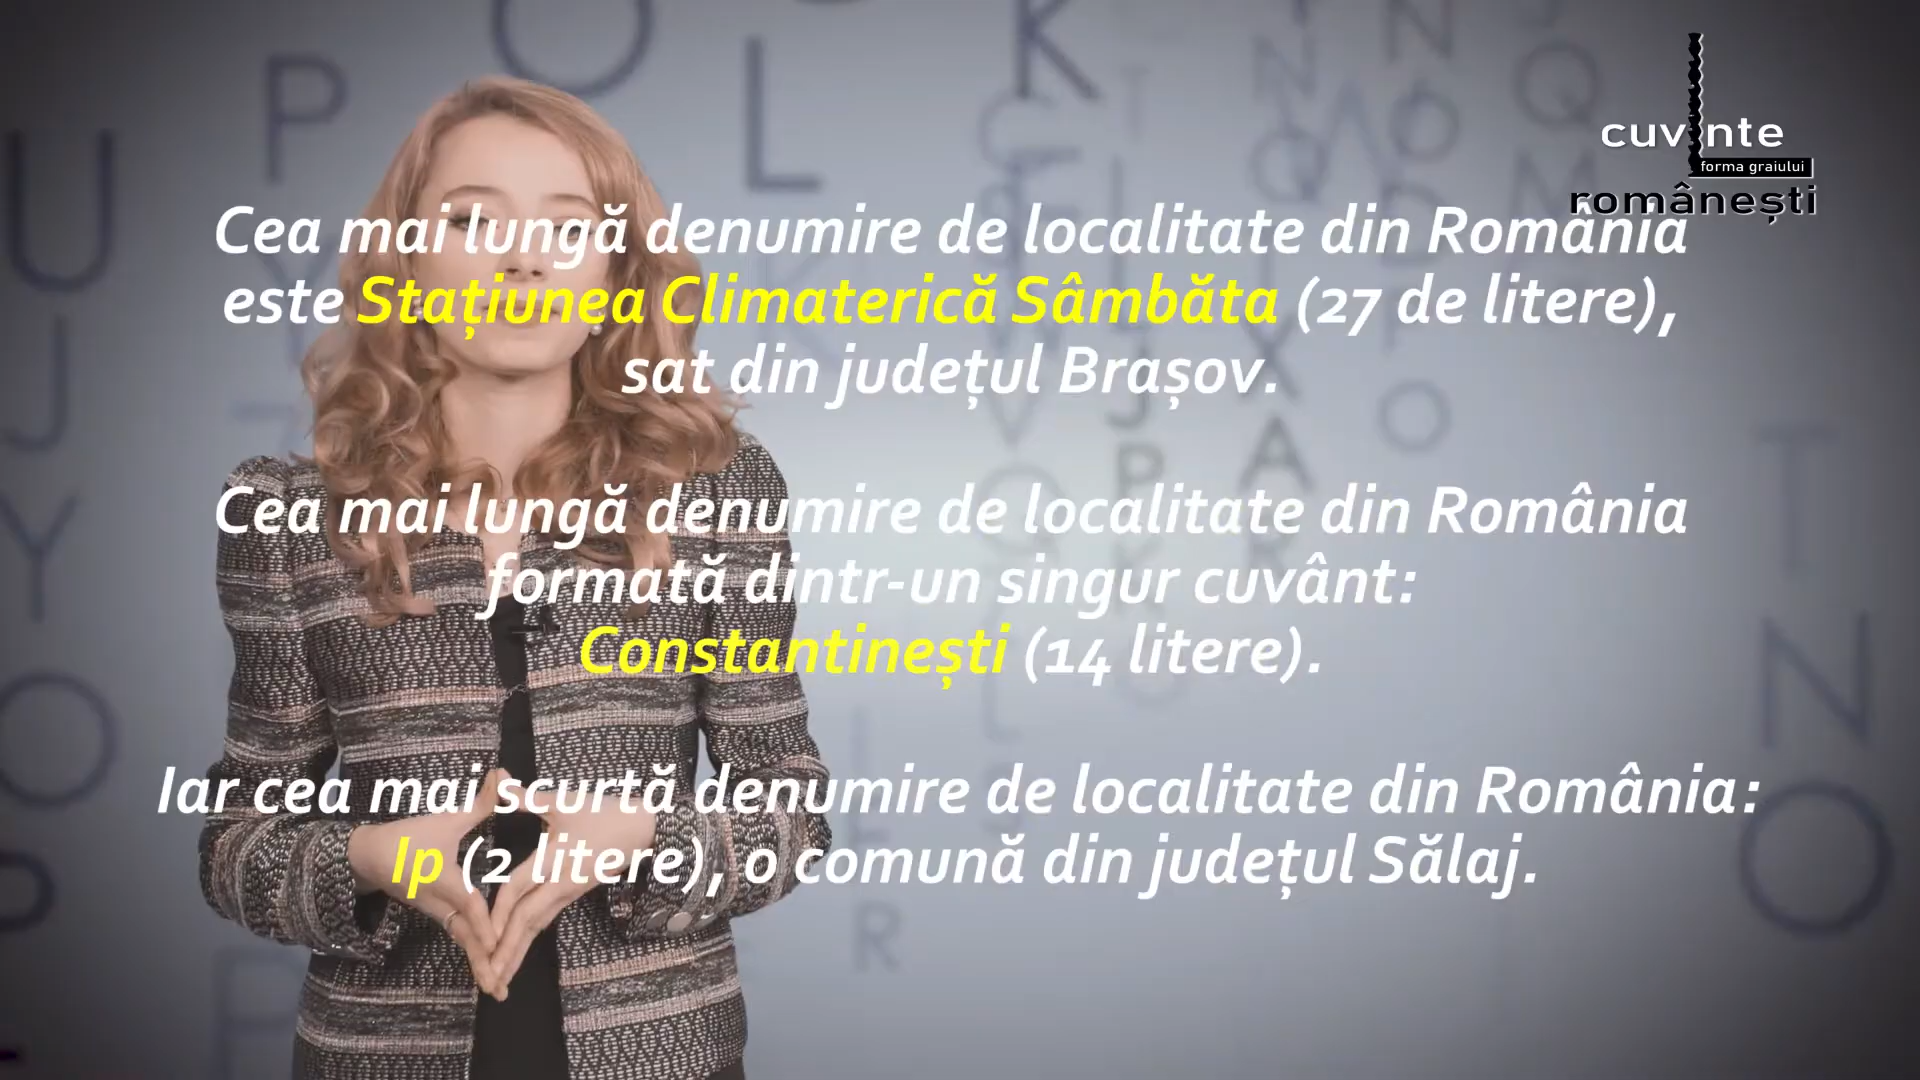 cuvinte
forma graiului
românești
Cea mai lungă denumire de localitate din România
este Stațiunea Climaterică Sâmbăta (27 de litere),
sat din județul Brașov.
Cea mai lungă denumire de localitate din România
formată dintr-un singur cuvânt:
Constantinești (14 litere).
Iar cea mai scurtă denumire de localitate din România:
Ip (2 litere), o comună din județul Sălaj.